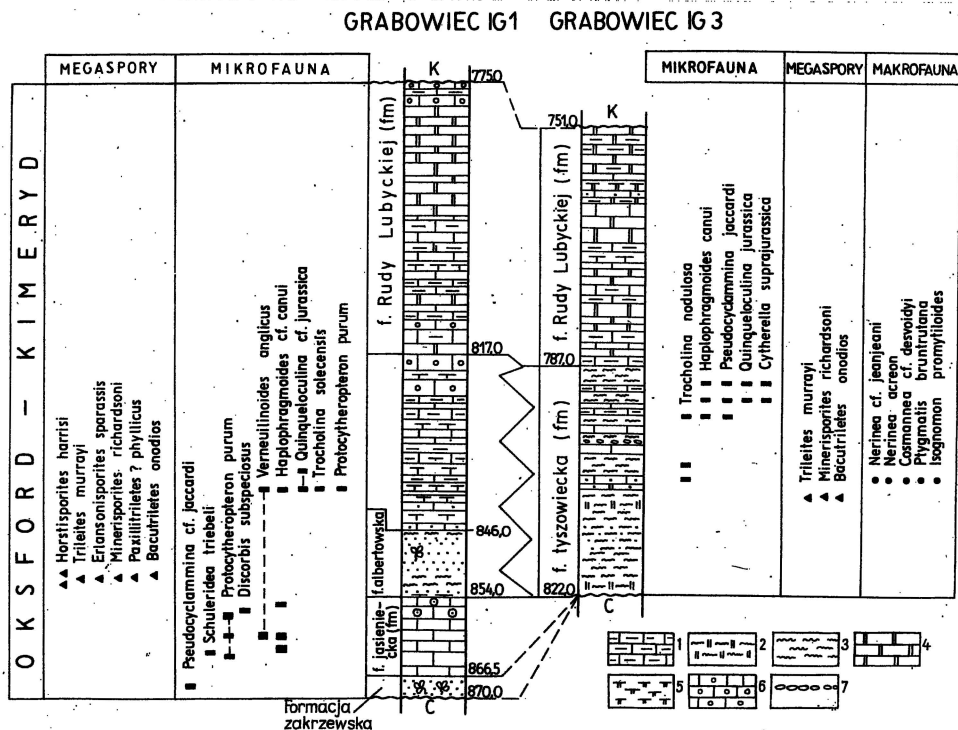 GRABOWIEC IG1 GRABOWIEC IG 3
MEGASPORY
MIKROFAUNA
K
775,0
MIKROFAUNA
MEGASPORY
MAKROFAUNA
K
751,0
OKSFORD — KIMERYD
Horstisporites harrisi
Trileites murrayi
Erlansonisporites sparassis
Minerisporites richardsoni
Paxillitriletes ? phyllicus
Bacutriletes onodios
Pseudocyclammina cf. jaccardi
Schuleridea triebeli
Protocytheropteron purum
Discorbis subspeciosus
Verneuilinoides anglicus
Haplophragmoides cf. canui
Quinqueloculina cf. jurassica
Trocholina solecensis
Protocytheropteron purum
f. Rudy Lubyckiej (fm)
817,0
846,0
f. albertowska
854,0
f. jasienie-
cka (fm)
866,5
870,0
C
Formacja
zakrzewska
f. Rudy Lubyckiej (fm)
787,0
f. tyszowiecka (fm)
822,0
C
Trocholina nodulosa
Haplophragmoides canui
Pseudocyclammina jaccardi
Quinqueloculina jurassica
Cytherella suprajurassica
Trileites murrayi
Minerisporites richardsoni
Bacutriletes onodios
Nerinea cf. jeanjeani
Nerinea acreon
Cosmannea cf. desvoidyi
Ptygmatis bruntrutana
Isognomon promytiloides
1
2
3
4
5
6
7